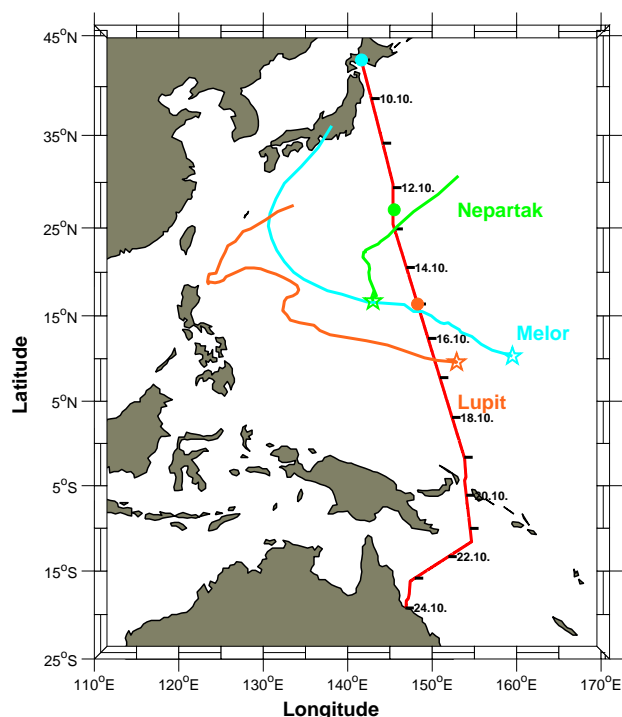 45°N
35°N
25°N
15°N
5°N
5°S
15°S
25°S
Latitude
10.10.
12.10.
Nepartak
14.10.
16.10.
Melor
Lupit
18.10.
20.10.
22.10.
24.10.
110°E
120°E
130°E
140°E
150°E
160°E
170°E
Longitude